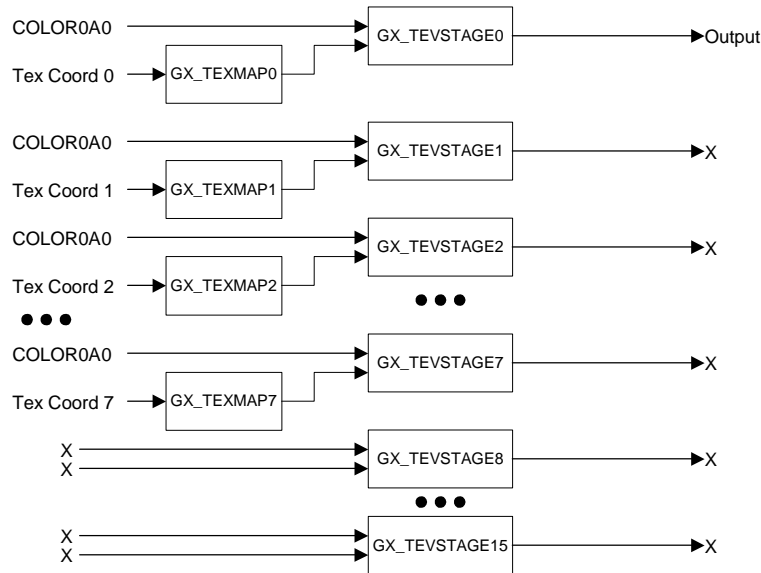 COLOR0A0
GX_TEVSTAGE0
Output
Tex Coord 0
GX_TEXMAP0
COLOR0A0
GX_TEVSTAGE1
X
Tex Coord 1
GX_TEXMAP1
COLOR0A0
GX_TEVSTAGE2
X
Tex Coord 2
GX_TEXMAP2
COLOR0A0
GX_TEVSTAGE7
X
Tex Coord 7
GX_TEXMAP7
X
X
GX_TEVSTAGE8
X
X
X
GX_TEVSTAGE15
X